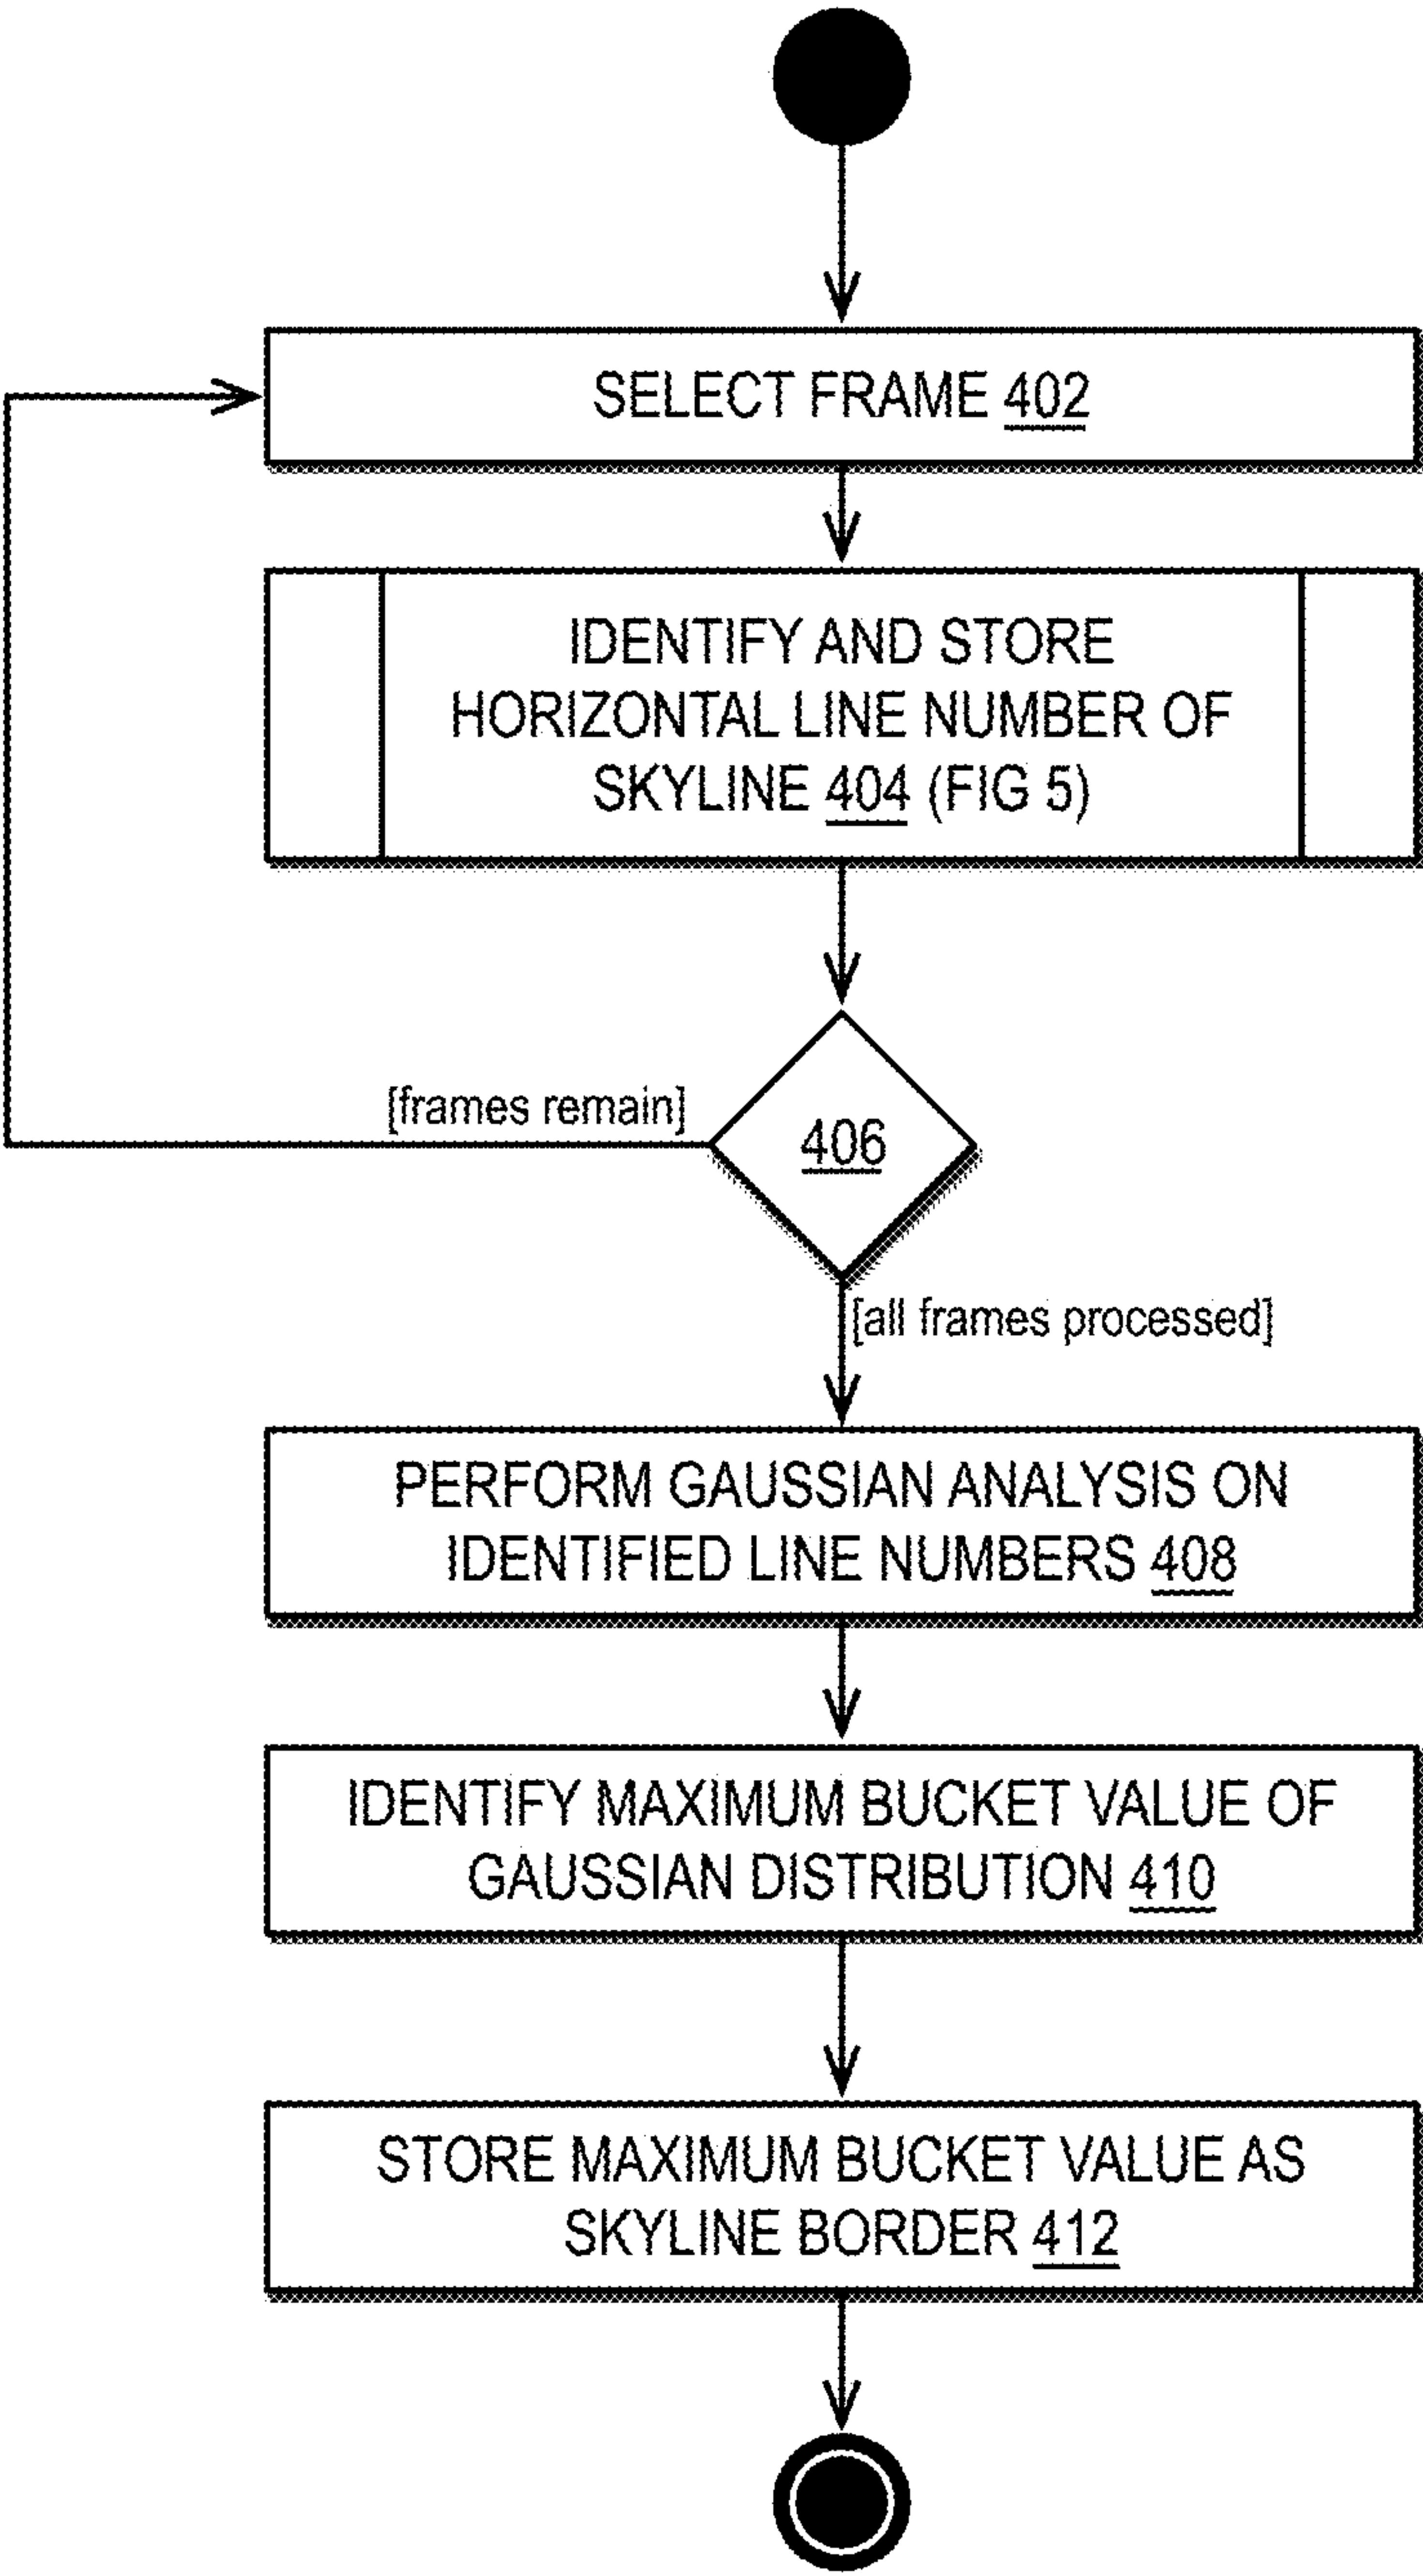 SELECT FRAME 402
IDENTIFY AND STORE
HORIZONTAL LINE NUMBER OF
SKYLINE 404 (FIG 5)
[frames remain]
406
[all frames processed]
PERFORM GAUSSIAN ANALYSIS ON
IDENTIFIED LINE NUMBERS 408
IDENTIFY MAXIMUM BUCKET VALUE OF
GAUSSIAN DISTRIBUTION 410
STORE MAXIMUM BUCKET VALUE AS
SKYLINE BORDER 412